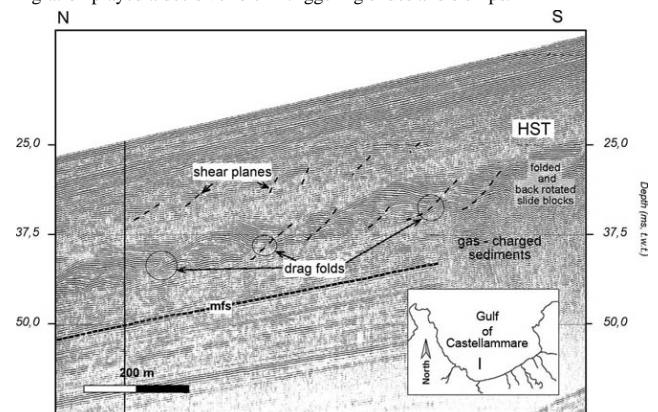 N S
HST
25,0 25,0
shear planes
folded
and
back rotated
slide blocks
Depth (ms. t.w.t.)
37,5 37,5
gas - charged
sediments
drag folds
mfs
50,0 50,0
Gulf
of
Castellammare
North
200 m